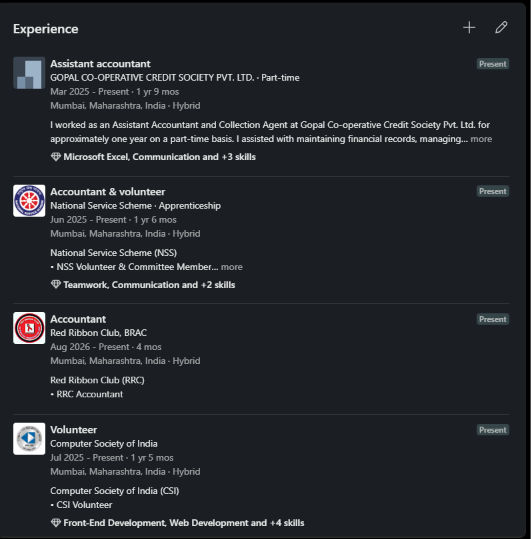 Experience
Assistant accountant
Present
GOPAL CO-OPERATIVE CREDIT SOCIETY PVT. LTD. · Part-time
Mar 2025 - Present · 1 yr 9 mos
Mumbai, Maharashtra, India · Hybrid
I worked as an Assistant Accountant and Collection Agent at Gopal Co-operative Credit Society Pvt. Ltd. for
approximately one year on a part-time basis. I assisted with maintaining financial records, managing... more
Microsoft Excel, Communication and +3 skills
Accountant & volunteer
Present
National Service Scheme · Apprenticeship
Jun 2025 - Present · 1 yr 6 mos
Mumbai, Maharashtra, India · Hybrid
National Service Scheme (NSS)
• NSS Volunteer & Committee Member... more
Teamwork, Communication and +2 skills
Accountant
Present
Red Ribbon Club, BRAC
Aug 2026 - Present · 4 mos
Mumbai, Maharashtra, India · Hybrid
Red Ribbon Club (RRC)
• RRC Accountant
Volunteer
Present
Computer Society of India
Jul 2025 - Present · 1 yr 5 mos
Mumbai, Maharashtra, India · Hybrid
Computer Society of India (CSI)
• CSI Volunteer
Front-End Development, Web Development and +4 skills